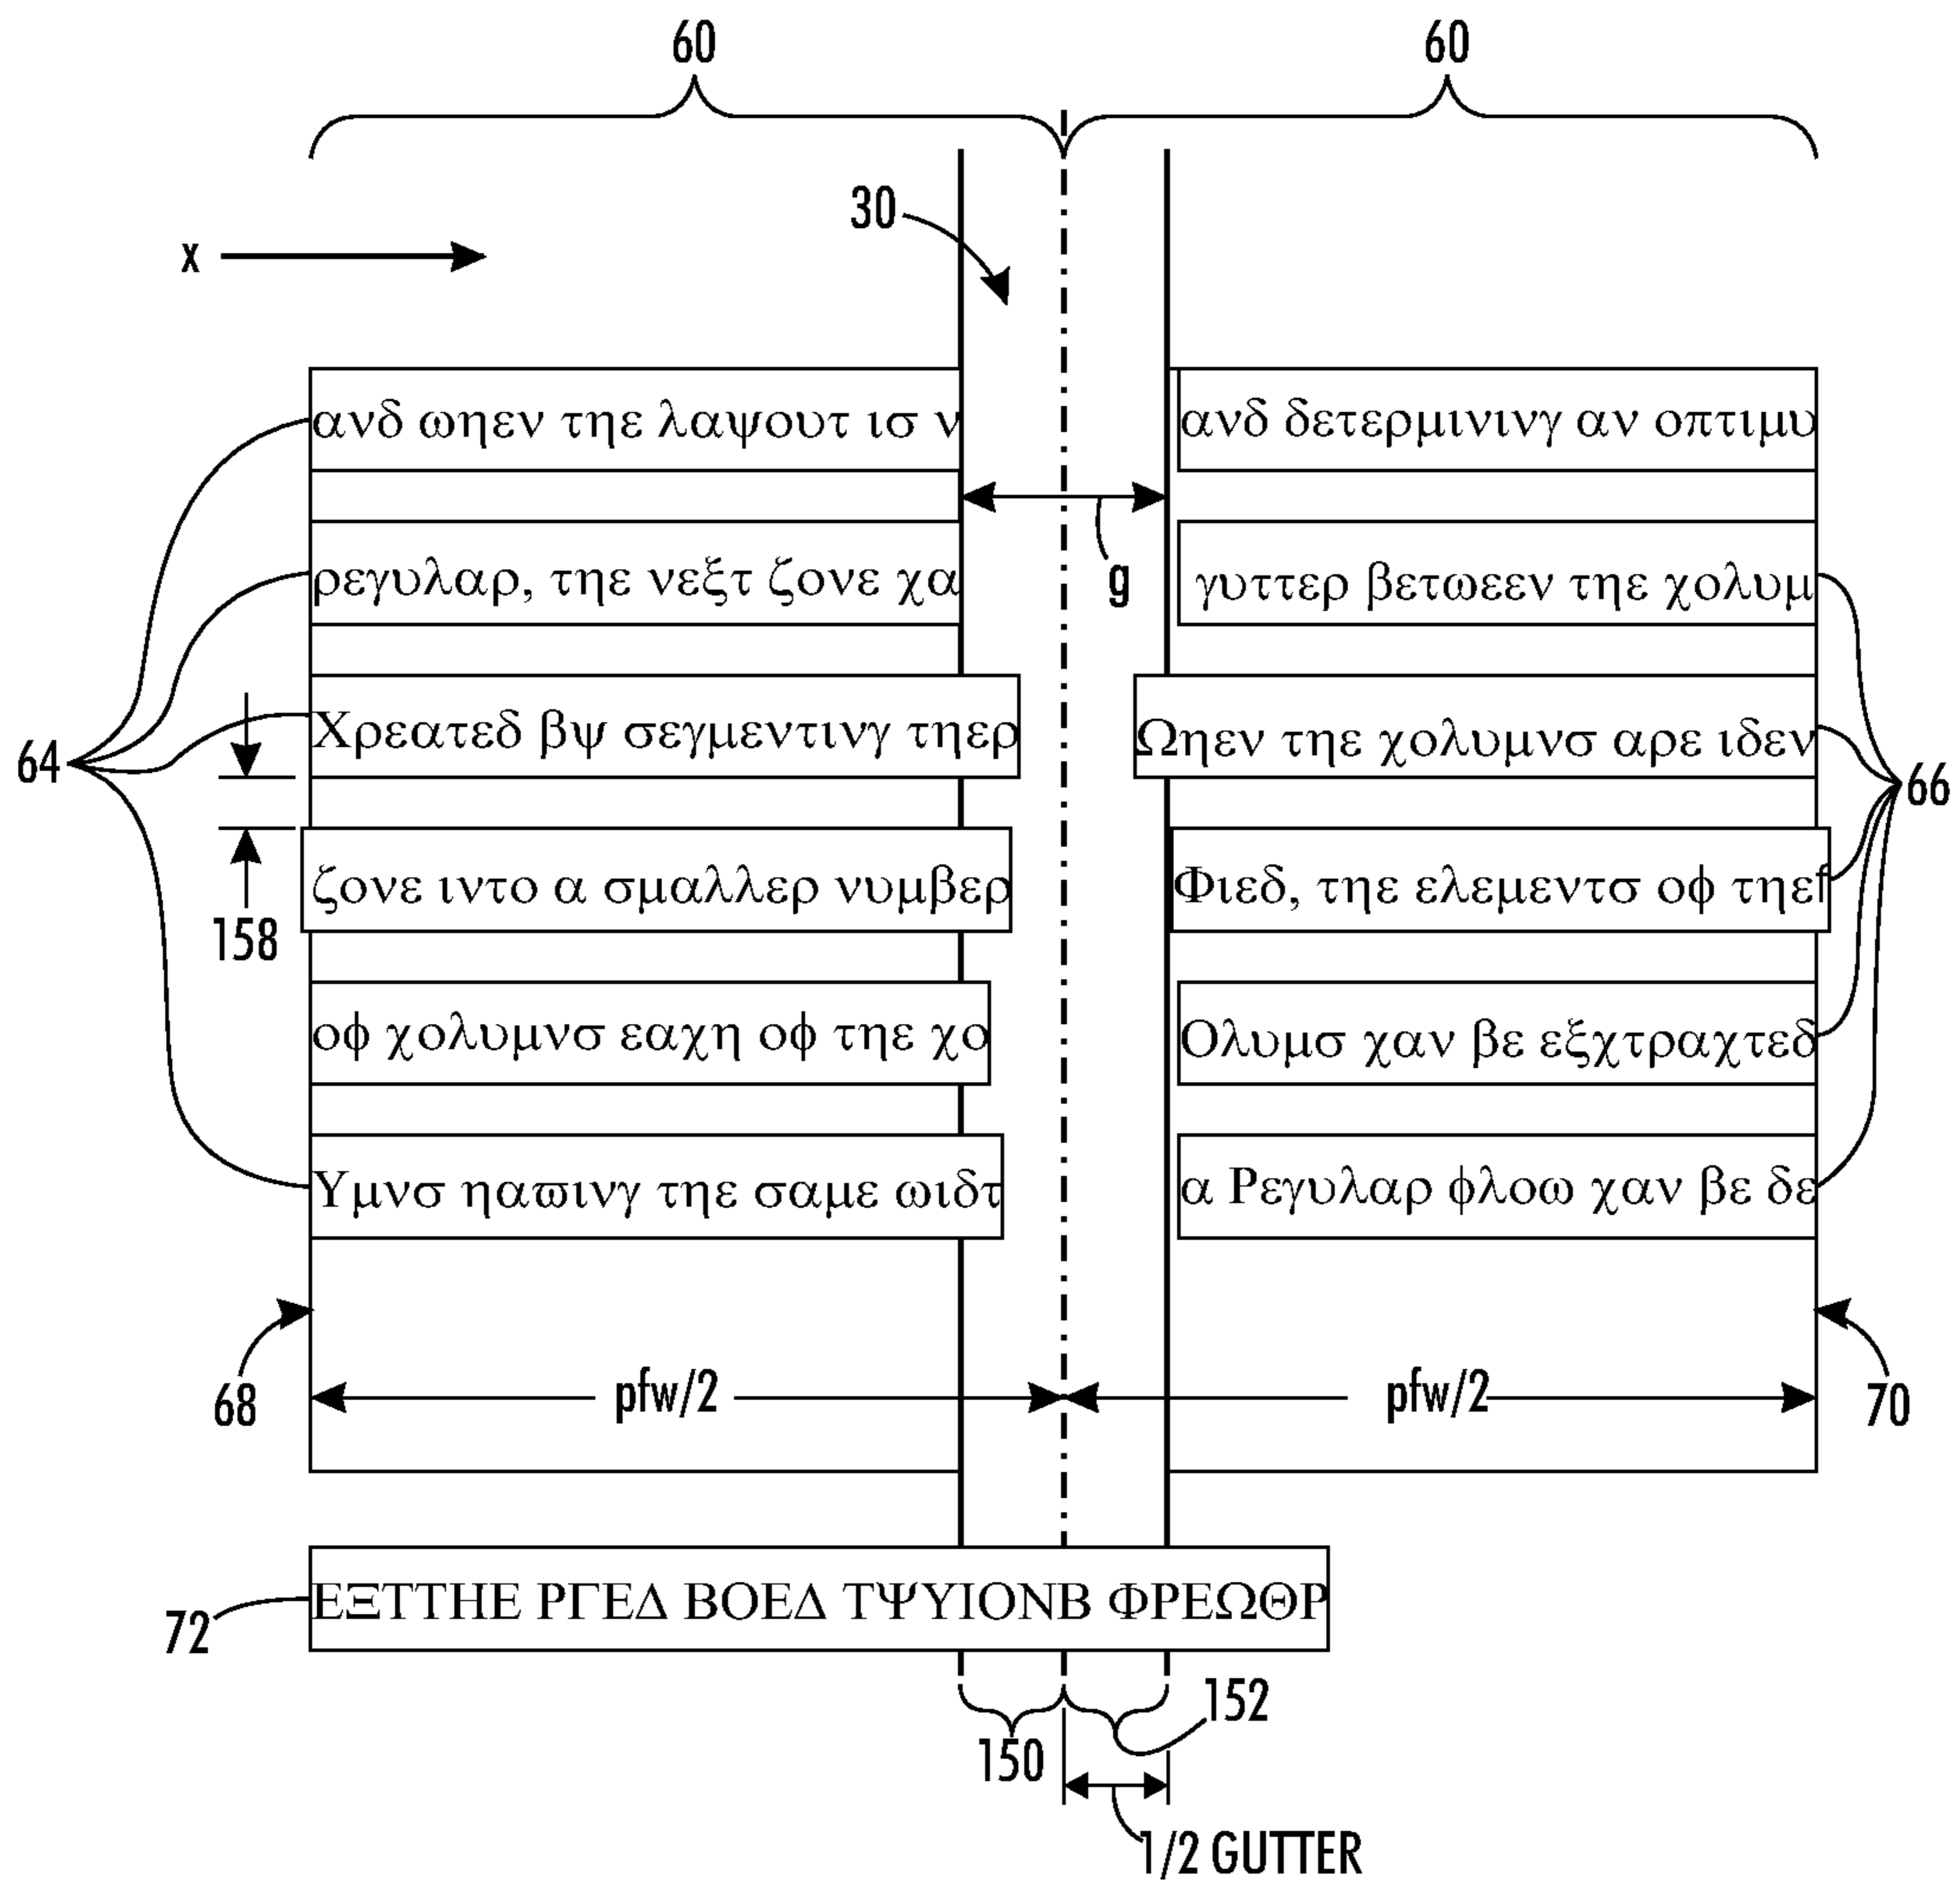 60 60
30
x
ανδ ωηεν τηε λαψουτ ισ ν ανδ δετερμινινγ αν οπτιμυ
g
ρεγυλαρ, τηε νεξτ ζονε χα γυττερ βετωεεν τηε χολυμ
64 Χρεατεδ βψ σεγμεντινγ τηερ Ωηεν τηε χολυμνσ αρε ιδεν 66
ζονε ιντο α σμαλλερ νυμβερ Φιεδ, τηε ελεμεντσ οφ τηεf
158
οφ χολυμνσ εαχη οφ τηε χο Ολυμσ χαν βε εξχτραχτεδ
Υμνσ ηαϖινγ τηε σαμε ωιδτ α Ρεγυλαρ φλοω χαν βε δε
68 pfw/2 pfw/2 70
72 ΕΞΤΤΗΕ ΡΓΕΔ ΒΟΕΔ ΤΨΥΙΟΝΒ ΦΡΕΩΘΡ
150 152
1/2 GUTTER